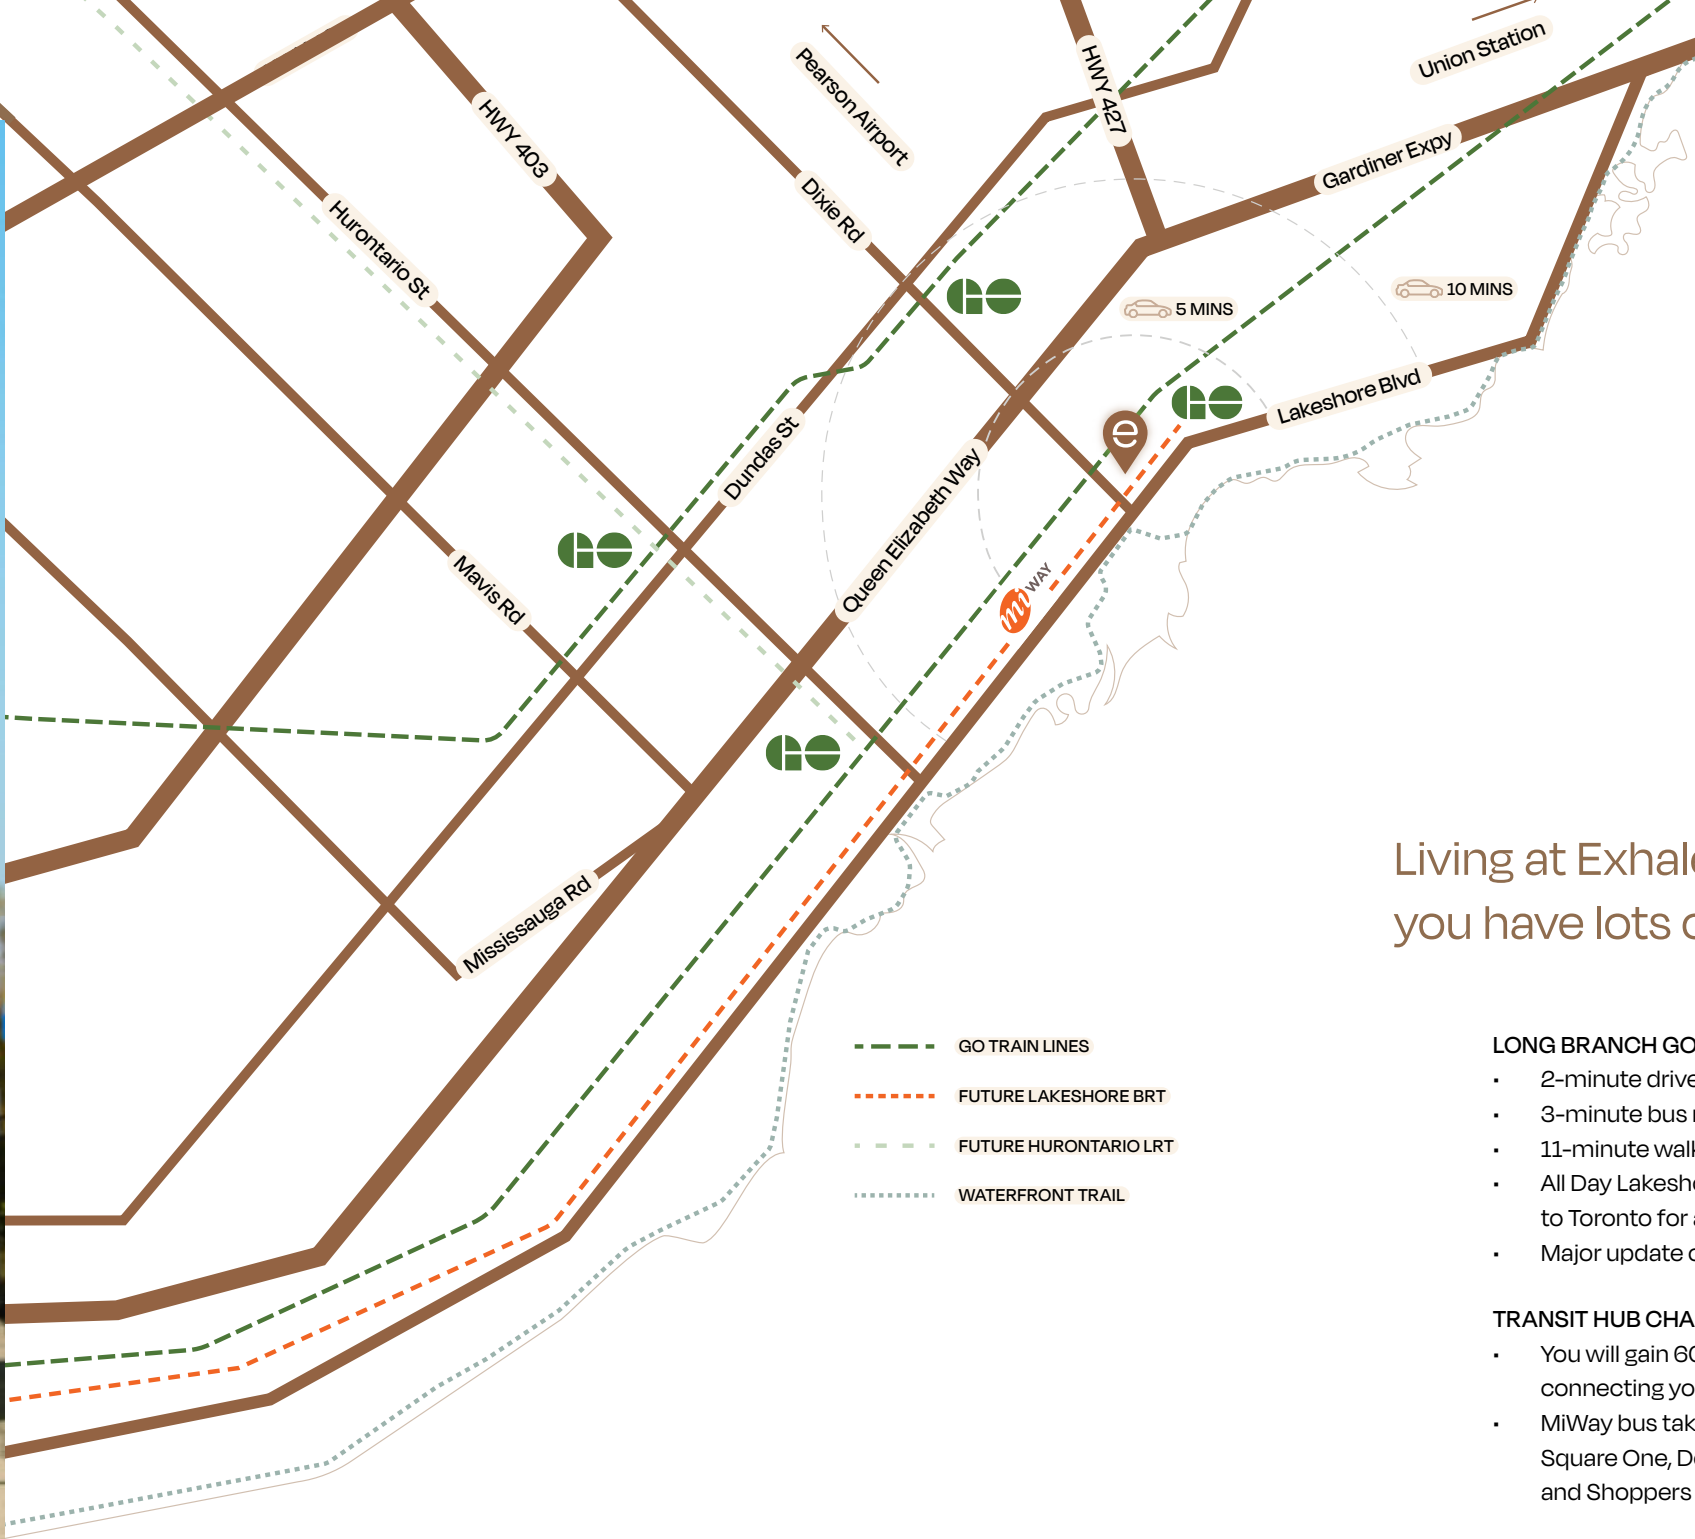 Union Station
Pearson Airport
HWY 427
HWY 403
Gardiner Expy
Dixie Rd
Hurontario St
10 MINS
5 MINS
Lakeshore Blvd
e
Dundas St
Queen Elizabeth Way
Mavis Rd
mi WAY
Mississauga Rd
Living at Exhal
you have lots
GO TRAIN LINES
FUTURE LAKESHORE BRT
FUTURE HURONTARIO LRT
WATERFRONT TRAIL
LONG BRANCH GO
• 2-minute drive
• 3-minute bus
• 11-minute walk
• All Day Lakesh
to Toronto for
• Major update
TRANSIT HUB CHA
• You will gain 60
connecting yo
• MiWay bus tak
Square One, D
and Shoppers